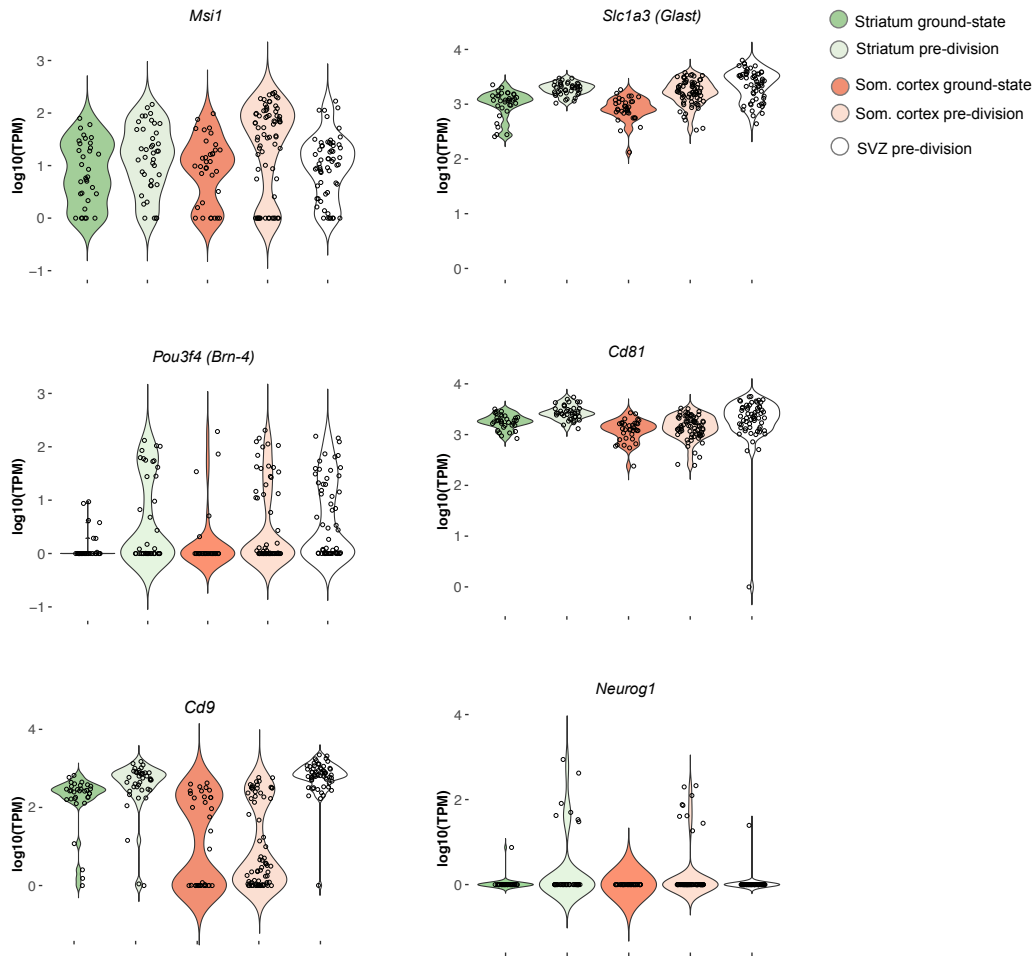 Msi1
log10(TPM)
3
2
1
0
−1
Slc1a3 (Glast)
log10(TPM)
4
3
2
0
Striatum ground-state
Striatum pre-division
Som. cortex ground-state
Som. cortex pre-division
SVZ pre-division
Pou3f4 (Brn-4)
log10(TPM)
3
2
1
0
−1
Cd81
log10(TPM)
4
3
2
0
Cd9
log10(TPM)
4
2
0
Neurog1
log10(TPM)
4
2
0